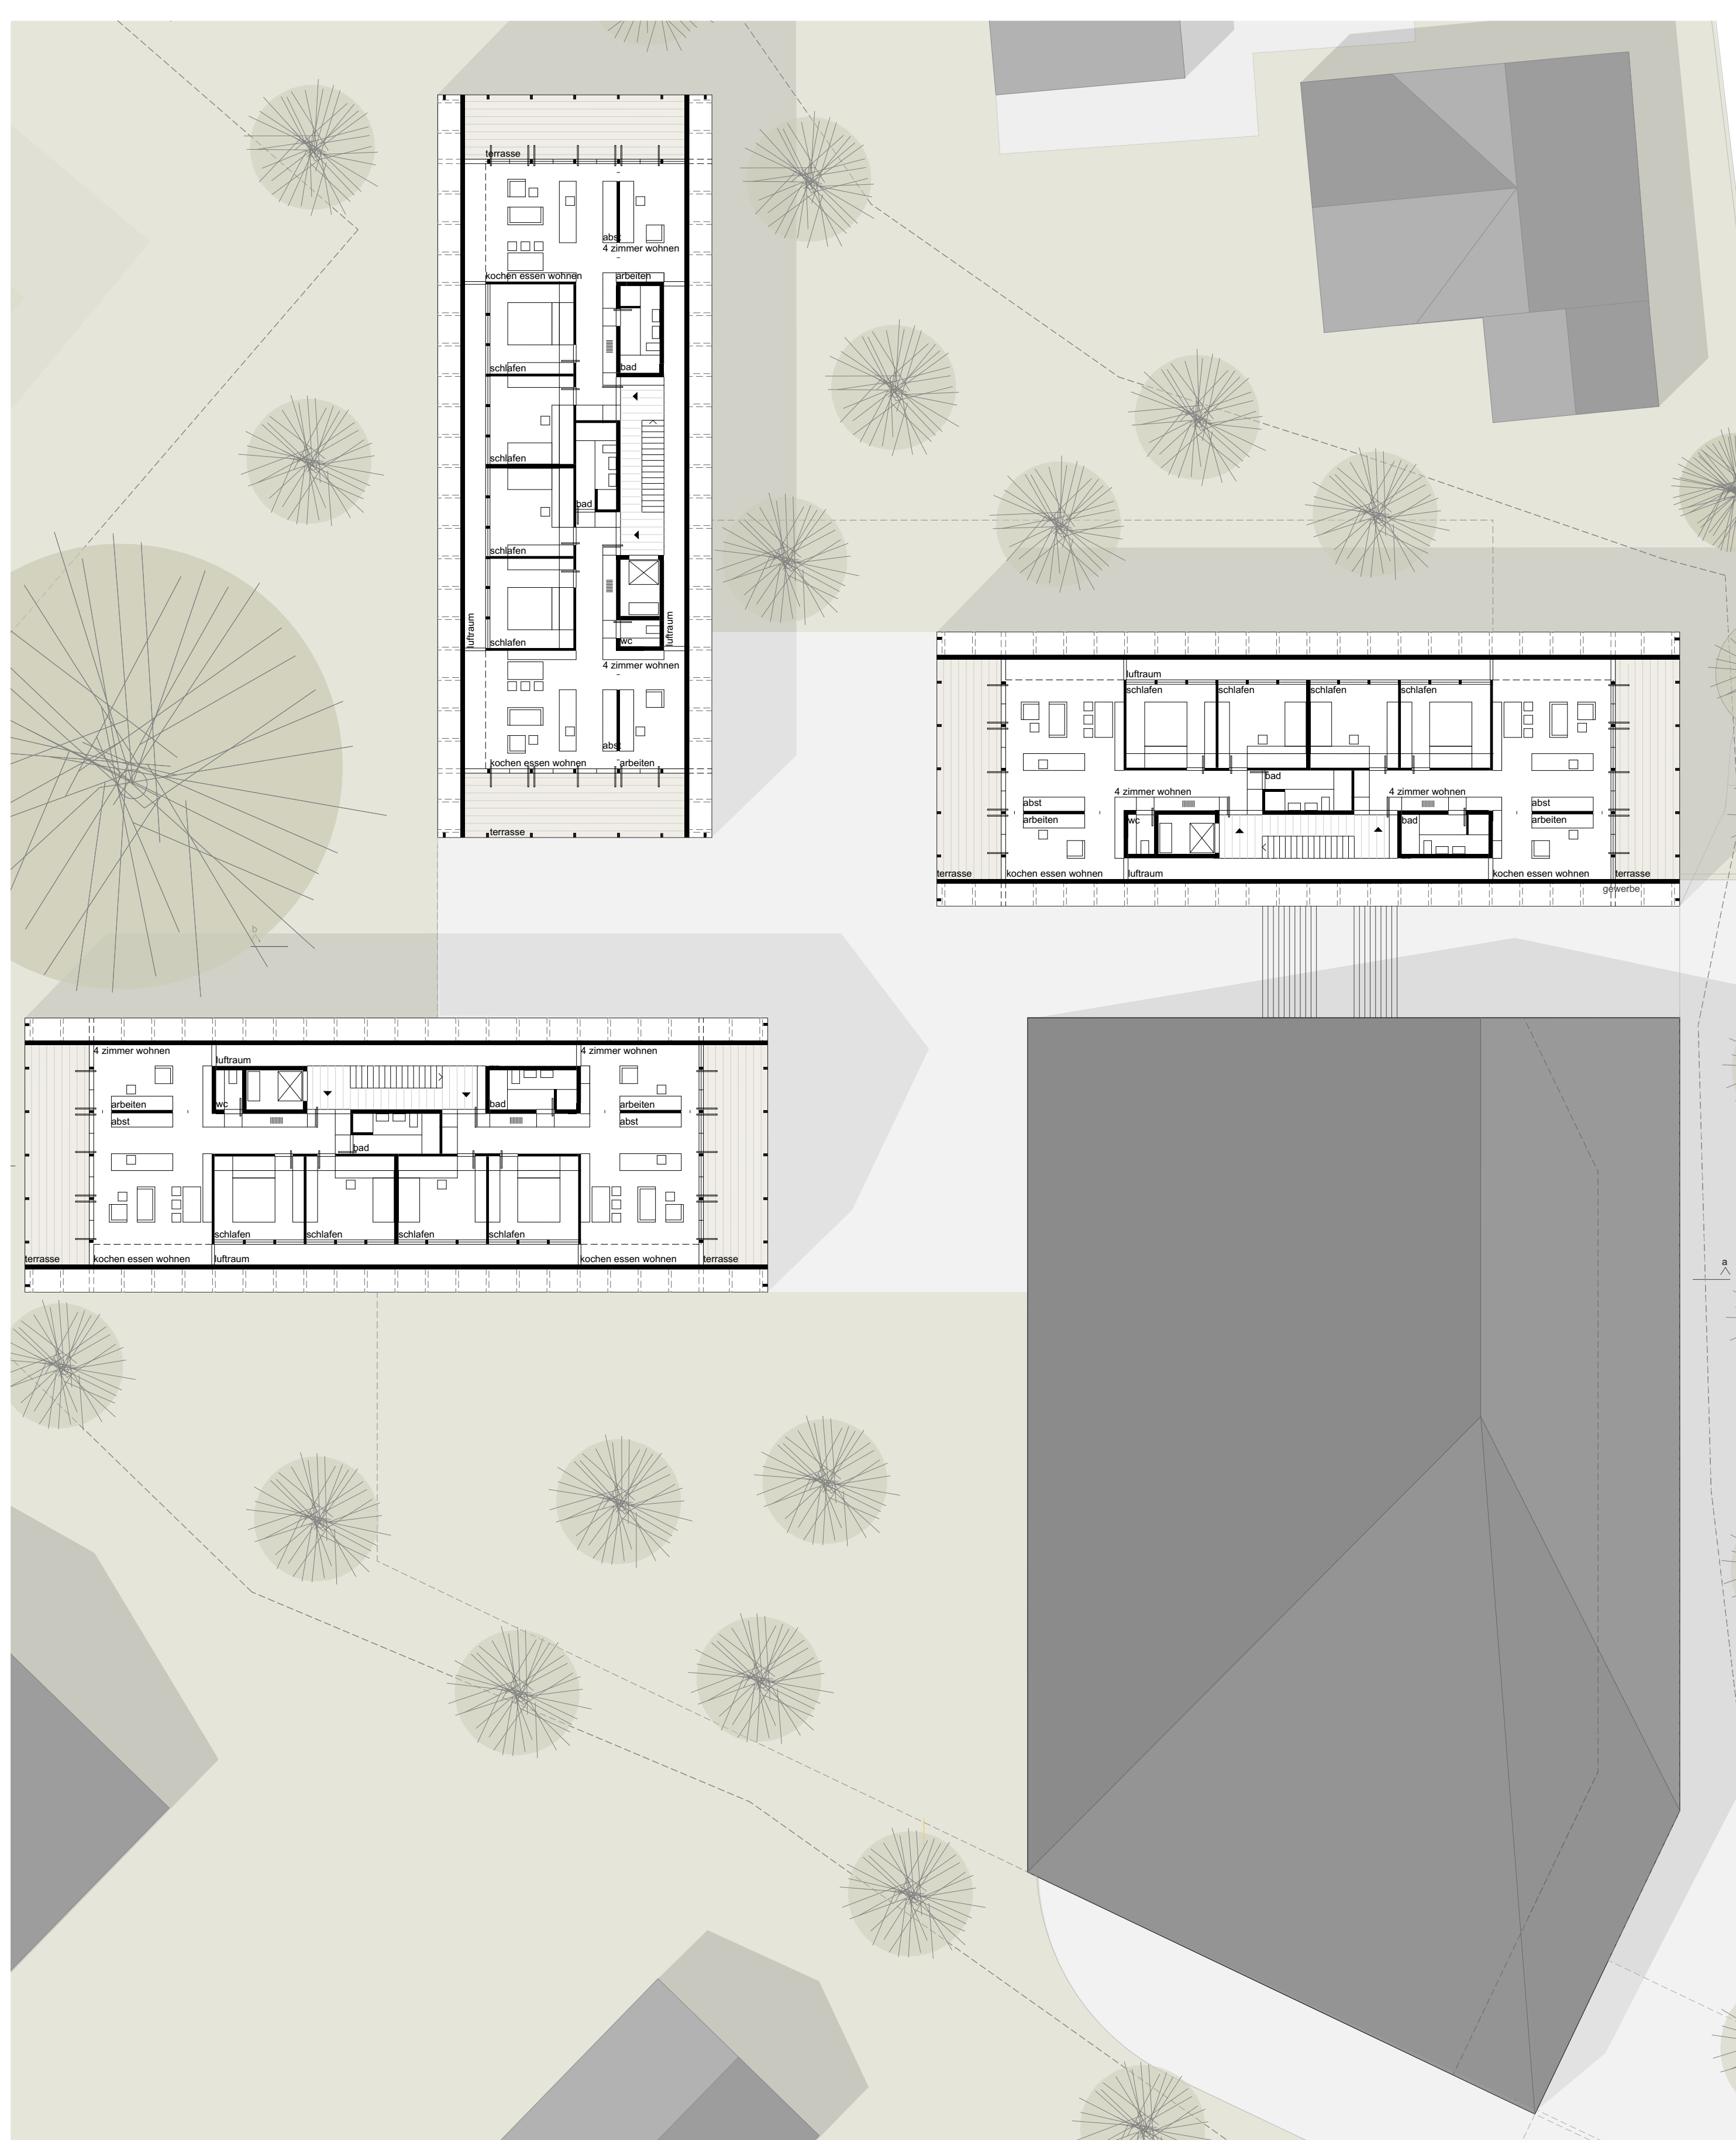 terrasse
abst
4 zimmer wohnen
kochen essen wohnen
arbeiten
schlafen
bad
schlafen
bad
schlafen
luftraum
schlafen
wc
luftraum
4 zimmer wohnen
abst
kochen essen wohnen
arbeiten
terrasse
luftraum
schlafen
schlafen
schlafen
schlafen
bad
4 zimmer wohnen
4 zimmer wohnen
abst
abst
arbeiten
wc
bad
arbeiten
terrasse
kochen essen wohnen
luftraum
kochen essen wohnen
terrasse
gewerbe
b
4 zimmer wohnen
luftraum
4 zimmer wohnen
arbeiten
wc
bad
arbeiten
abst
abst
bad
schlafen
schlafen
schlafen
schlafen
terrasse
kochen essen wohnen
luftraum
kochen essen wohnen
terrasse
a